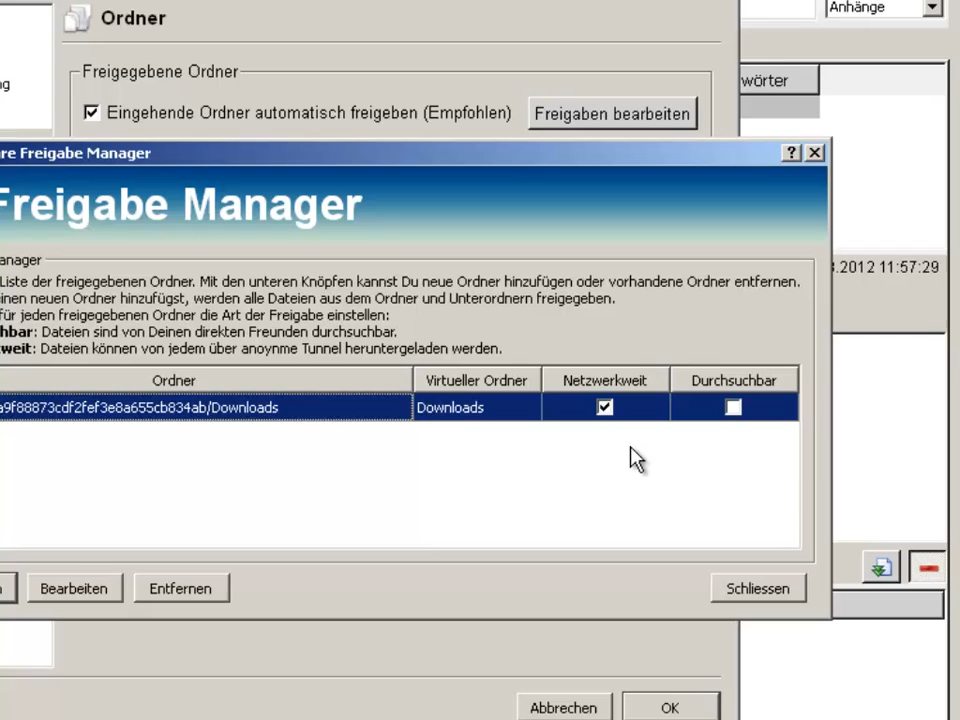 Ordner
Anhänge
Freigegebene Ordner
wörter
Eingehende Ordner automatisch freigeben (Empfohlen)
Freigaben bearbeiten
re Freigabe Manager
Freigabe Manager
anager
.2012 11:57:29
Liste der freigegebenen Ordner. Mit den unteren Knöpfen kannst Du neue Ordner hinzufügen oder vorhandene Ordner entfernen.
inen neuen Ordner hinzufügst, werden alle Dateien aus dem Ordner und Unterordnern freigegeben.
für jeden freigegebenen Ordner die Art der Freigabe einstellen:
hbar: Dateien sind von Deinen direkten Freunden durchsuchbar.
weit: Dateien können von jedem über anoynme Tunnel heruntergeladen werden.
Ordner Virtueller Ordner Netzwerkweit Durchsuchbar
a9f88873cdf2fef3e8a655cb834ab/Downloads Downloads
Bearbeiten Entfernen Schliessen
Abbrechen OK